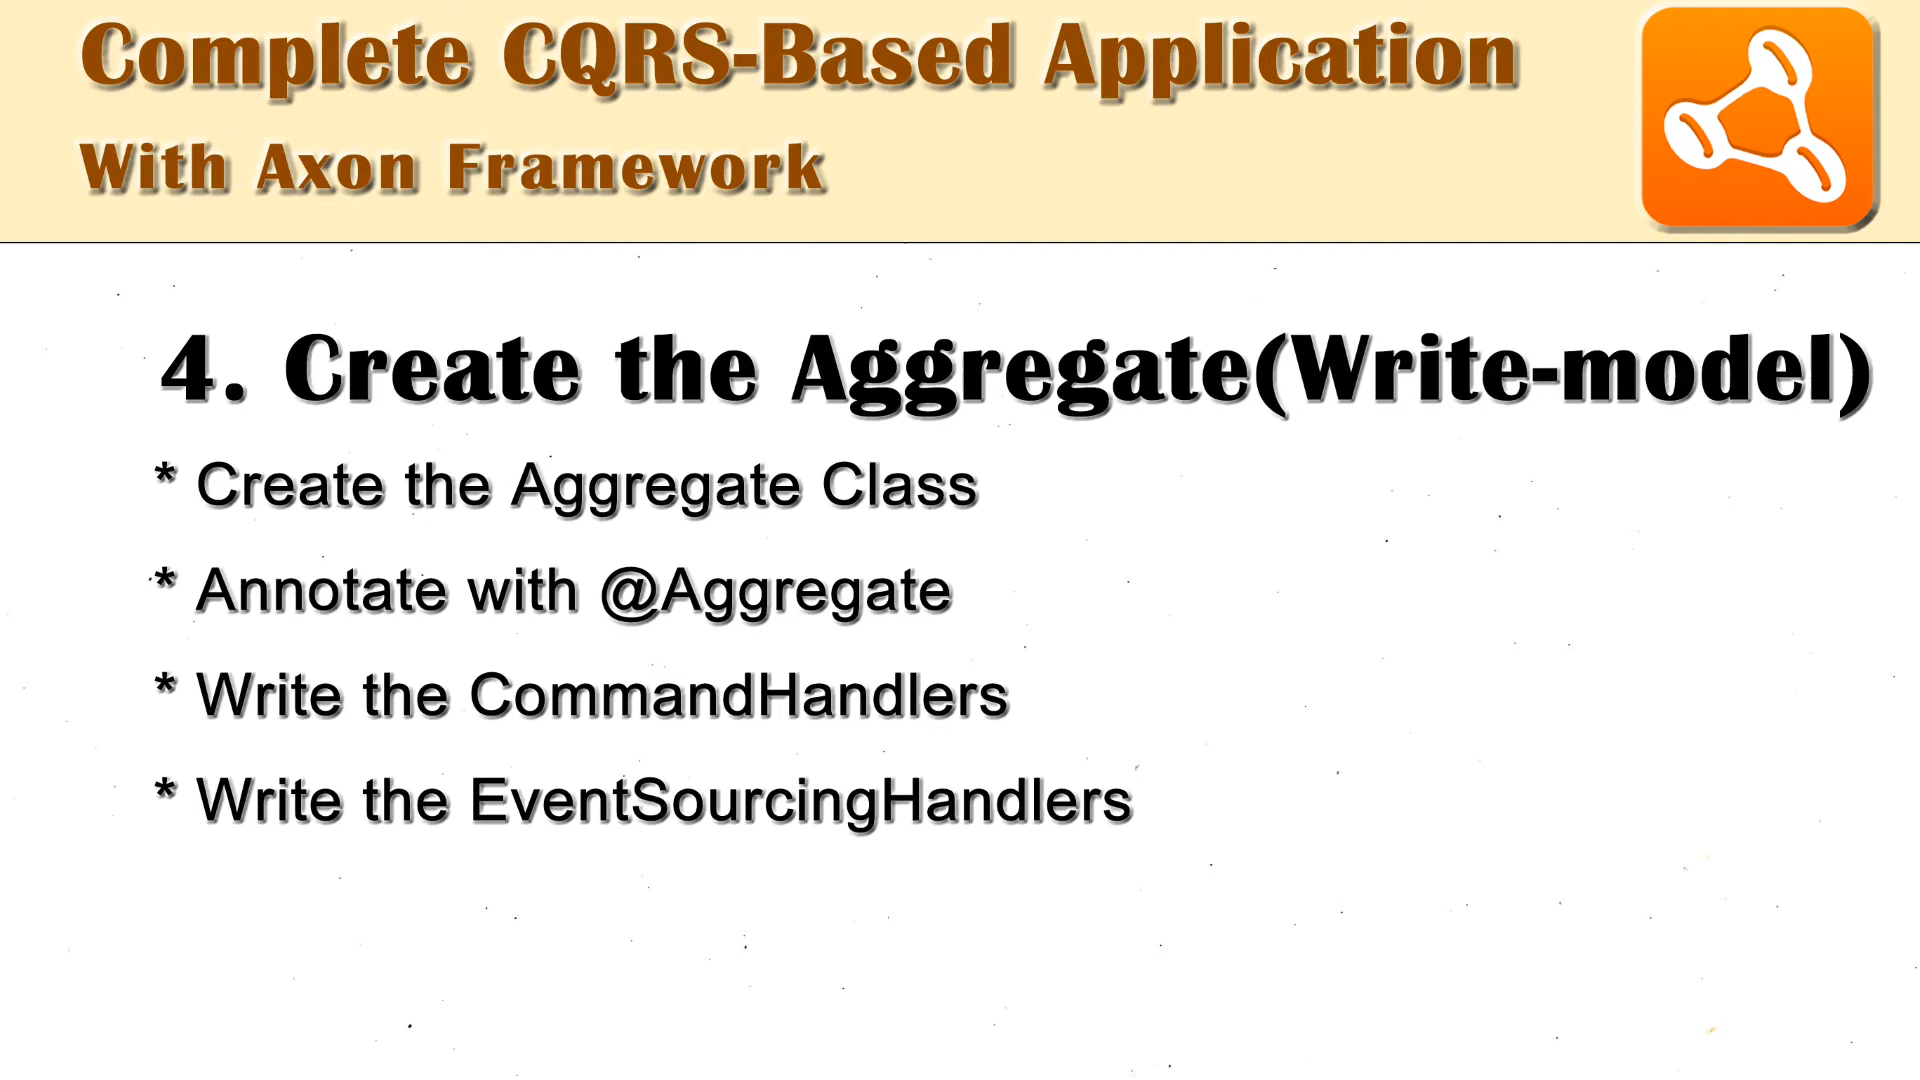 Complete CQRS-Based Application
With Axon Framework
4. Create the Aggregate(Write-model)
* Create the Aggregate Class
* Annotate with @Aggregate
* Write the CommandHandlers
* Write the EventSourcingHandlers